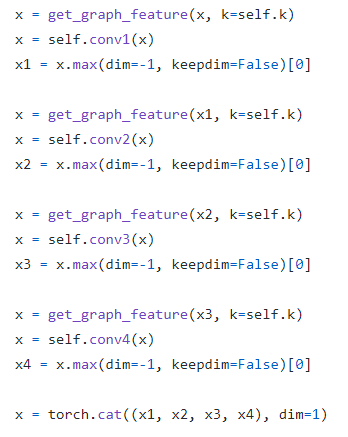 x = get_graph_feature(x, k=self.k)
x = self.conv1(x)
x1 = x.max(dim=-1, keepdim=False)[0]

x = get_graph_feature(x1, k=self.k)
x = self.conv2(x)
x2 = x.max(dim=-1, keepdim=False)[0]

x = get_graph_feature(x2, k=self.k)
x = self.conv3(x)
x3 = x.max(dim=-1, keepdim=False)[0]

x = get_graph_feature(x3, k=self.k)
x = self.conv4(x)
x4 = x.max(dim=-1, keepdim=False)[0]

x = torch.cat((x1, x2, x3, x4), dim=1)